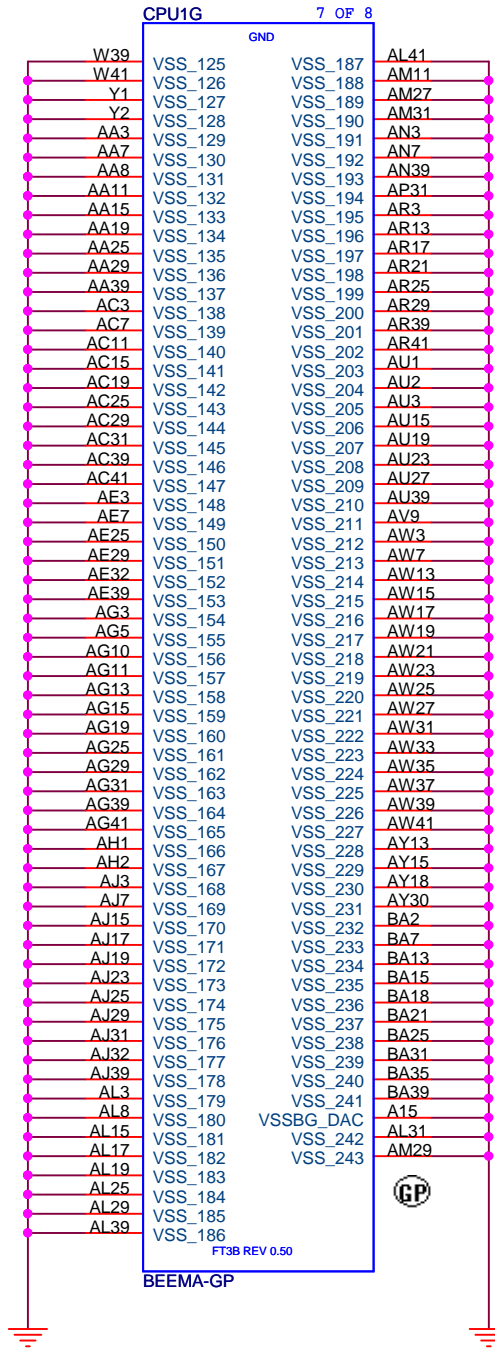 CPU1G 7 OF 8
GND
W39 VSS_125 VSS_187 AL41
W41 VSS_126 VSS_188 AM11
Y1 VSS_127 VSS_189 AM27
Y2 VSS_128 VSS_190 AM31
AA3 VSS_129 VSS_191 AN3
AA7 VSS_130 VSS_192 AN7
AA8 VSS_131 VSS_193 AN39
AA11 VSS_132 VSS_194 AP31
AA15 VSS_133 VSS_195 AR3
AA19 VSS_134 VSS_196 AR13
AA25 VSS_135 VSS_197 AR17
AA29 VSS_136 VSS_198 AR21
AA39 VSS_137 VSS_199 AR25
AC3 VSS_138 VSS_200 AR29
AC7 VSS_139 VSS_201 AR39
AC11 VSS_140 VSS_202 AR41
AC15 VSS_141 VSS_203 AU1
AC19 VSS_142 VSS_204 AU2
AC25 VSS_143 VSS_205 AU3
AC29 VSS_144 VSS_206 AU15
AC31 VSS_145 VSS_207 AU19
AC39 VSS_146 VSS_208 AU23
AC41 VSS_147 VSS_209 AU27
AE3 VSS_148 VSS_210 AU39
AE7 VSS_149 VSS_211 AV9
AE25 VSS_150 VSS_212 AW3
AE29 VSS_151 VSS_213 AW7
AE32 VSS_152 VSS_214 AW13
AE39 VSS_153 VSS_215 AW15
AG3 VSS_154 VSS_216 AW17
AG5 VSS_155 VSS_217 AW19
AG10 VSS_156 VSS_218 AW21
AG11 VSS_157 VSS_219 AW23
AG13 VSS_158 VSS_220 AW25
AG15 VSS_159 VSS_221 AW27
AG19 VSS_160 VSS_222 AW31
AG25 VSS_161 VSS_223 AW33
AG29 VSS_162 VSS_224 AW35
AG31 VSS_163 VSS_225 AW37
AG39 VSS_164 VSS_226 AW39
AG41 VSS_165 VSS_227 AW41
AH1 VSS_166 VSS_228 AY13
AH2 VSS_167 VSS_229 AY15
AJ3 VSS_168 VSS_230 AY18
AJ7 VSS_169 VSS_231 AY30
AJ15 VSS_170 VSS_232 BA2
AJ17 VSS_171 VSS_233 BA7
AJ19 VSS_172 VSS_234 BA13
AJ23 VSS_173 VSS_235 BA15
AJ25 VSS_174 VSS_236 BA18
AJ29 VSS_175 VSS_237 BA21
AJ31 VSS_176 VSS_238 BA25
AJ32 VSS_177 VSS_239 BA31
AJ39 VSS_178 VSS_240 BA35
AL3 VSS_179 VSS_241 BA39
AL8 VSS_180 VSSBG_DAC A15
AL15 VSS_181 VSS_242 AL31
AL17 VSS_182 VSS_243 AM29
AL19 VSS_183
AL25 VSS_184 GP
AL29 VSS_185
AL39 VSS_186
FT3B REV 0.50
BEEMA-GP